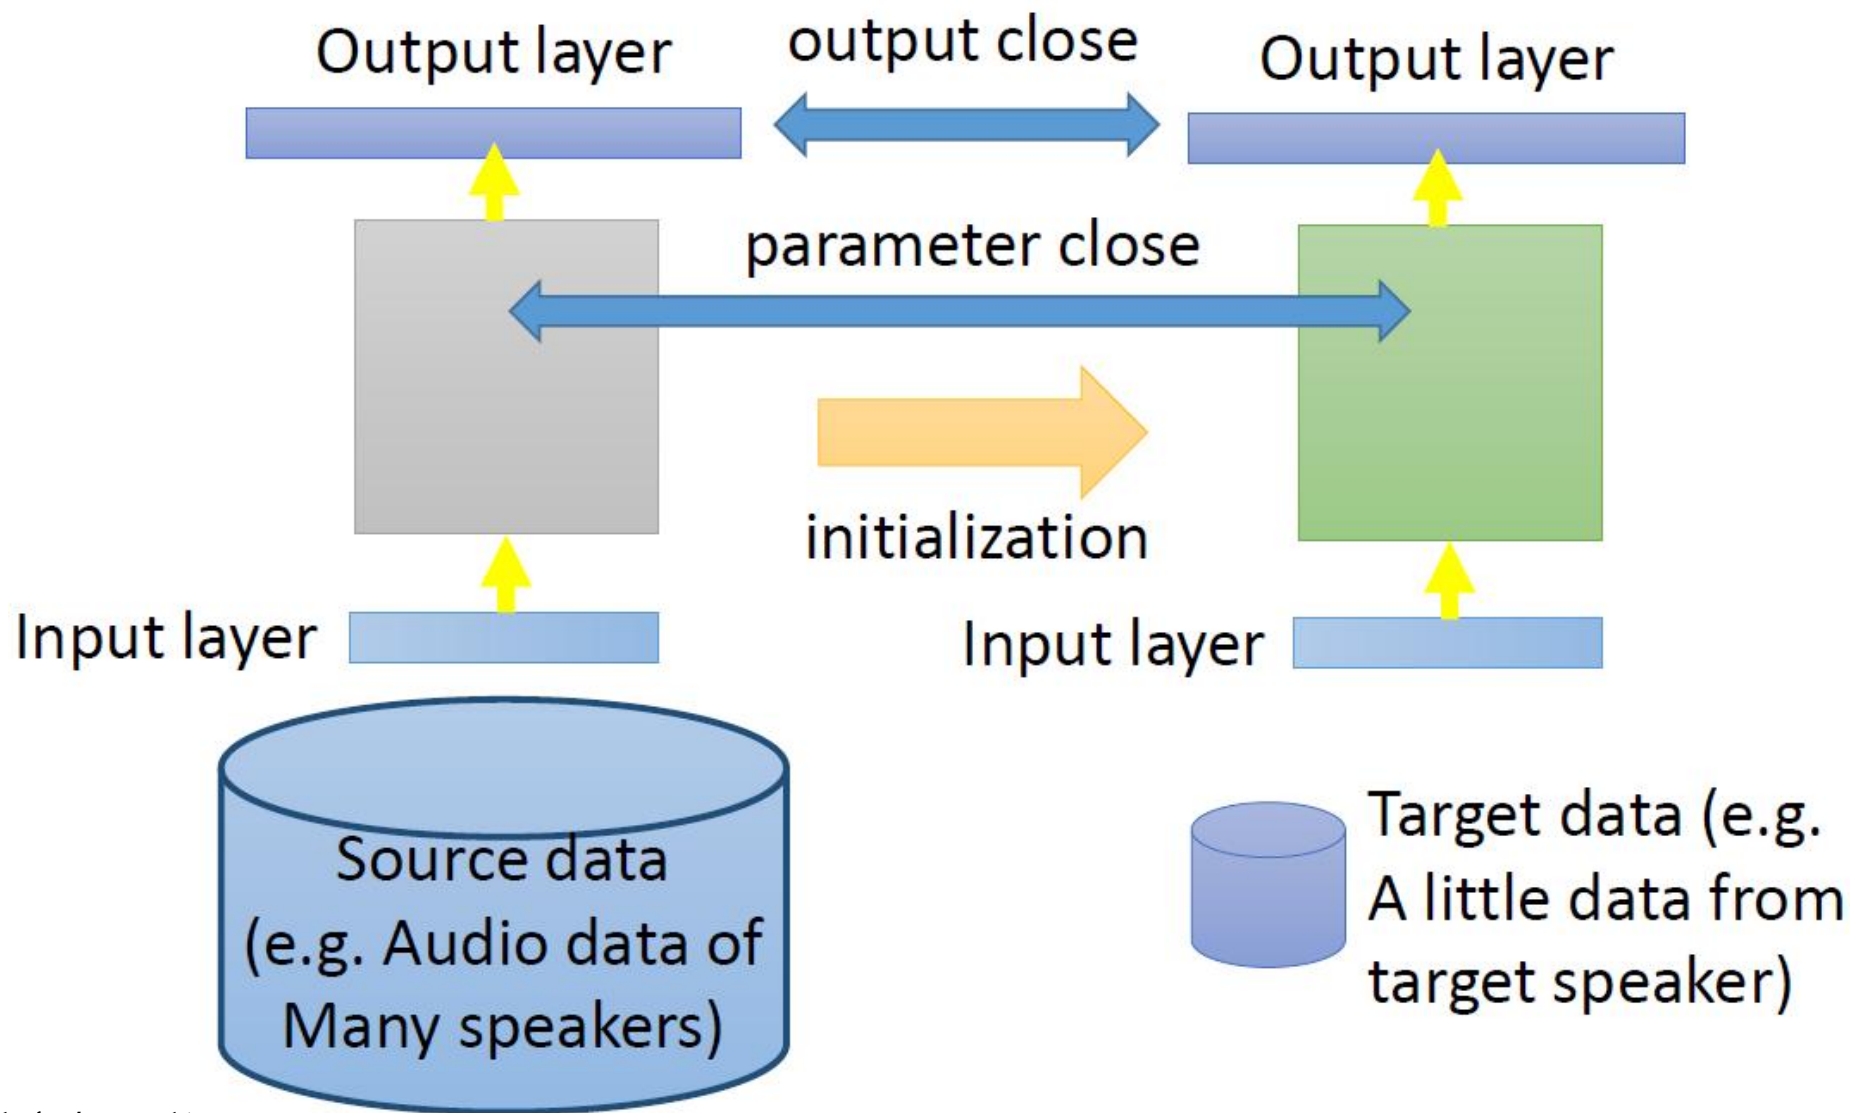 Output layer
output close
Output layer
parameter close
initialization
Input layer
Input layer
Source data
(e.g. Audio data of
Many speakers)
Target data (e.g.
A little data from
target speaker)